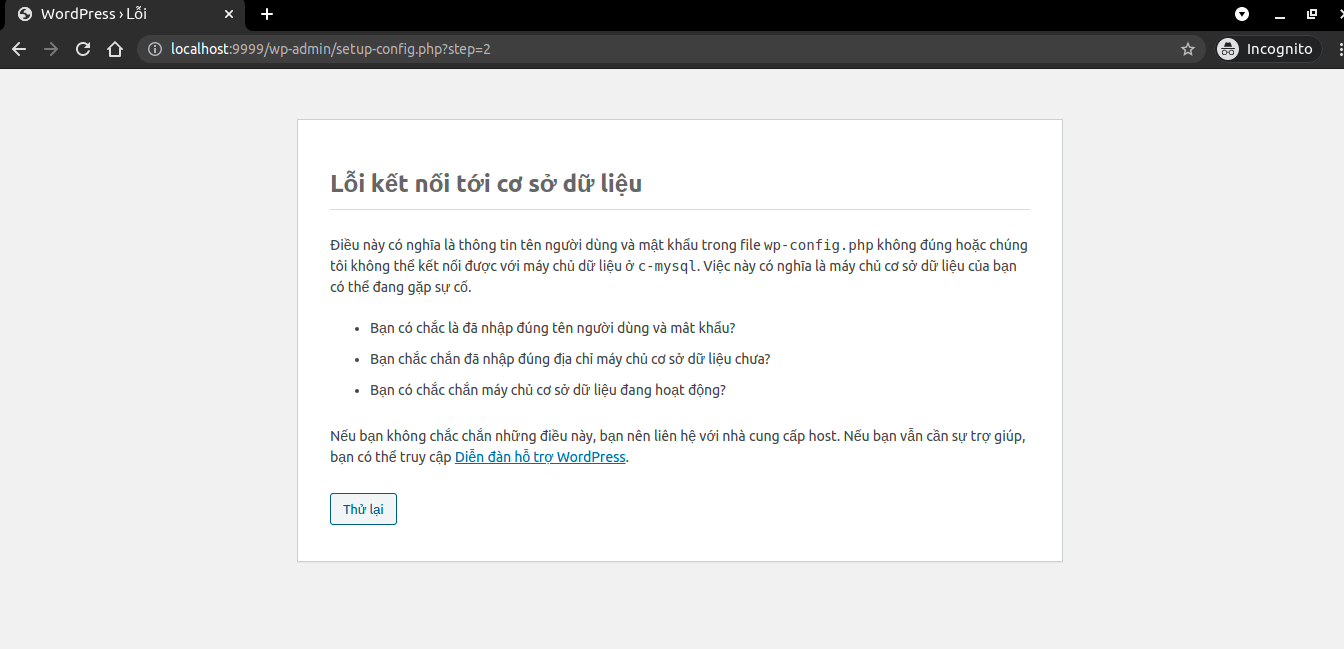 WordPress › Lỗi
localhost:9999/wp-admin/setup-config.php?step=2
Incognito
Lỗi kết nối tới cơ sở dữ liệu
Điều này có nghĩa là thông tin tên người dùng và mật khẩu trong file wp-config.php không đúng hoặc chúng
tôi không thể kết nối được với máy chủ dữ liệu ở c-mysql. Việc này có nghĩa là máy chủ cơ sở dữ liệu của bạn
có thể đang gặp sự cố.
Bạn có chắc là đã nhập đúng tên người dùng và mât khẩu?
Bạn chắc chắn đã nhập đúng địa chỉ máy chủ cơ sở dữ liệu chưa?
Bạn có chắc chắn máy chủ cơ sở dữ liệu đang hoạt động?
Nếu bạn không chắc chắn những điều này, bạn nên liên hệ với nhà cung cấp host. Nếu bạn vẫn cần sự trợ giúp,
bạn có thể truy cập Diễn đàn hỗ trợ WordPress.
Thử lại